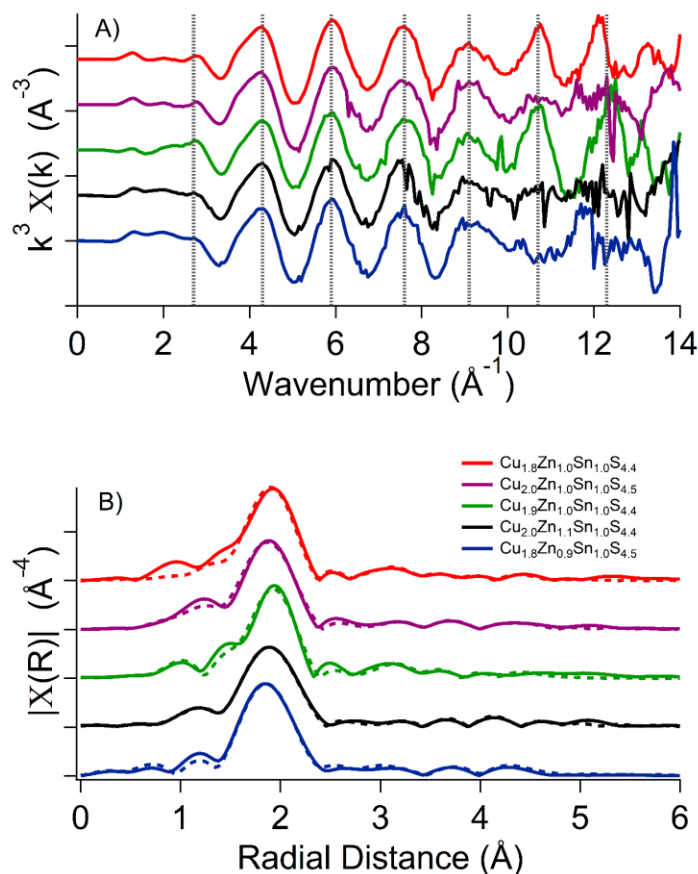 A)
k³ X(k) (A⁻³)
0 2 4 6 8 10 12 14
Wavenumber (Å⁻¹)
B)
Cu₁.₈Zn₁.₀Sn₁.₀S₄.₄
Cu₂.₀Zn₁.₀Sn₁.₀S₄.₅
Cu₁.₉Zn₁.₀Sn₁.₀S₄.₄
Cu₂.₀Zn₁.₁Sn₁.₀S₄.₄
Cu₁.₈Zn₀.₉Sn₁.₀S₄.₅
|X(R)| (Å⁻⁴)
0 1 2 3 4 5 6
Radial Distance (Å)